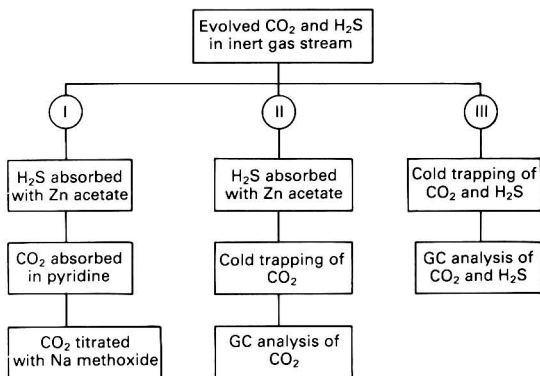 Evolved CO₂ and H₂S
in inert gas stream
I
II
III
H₂S absorbed
with Zn acetate
H₂S absorbed
with Zn acetate
Cold trapping of
CO₂ and H₂S
CO₂ absorbed
in pyridine
Cold trapping of
CO₂
GC analysis of
CO₂ and H₂S
CO₂ titrated
with Na methoxide
GC analysis of
CO₂